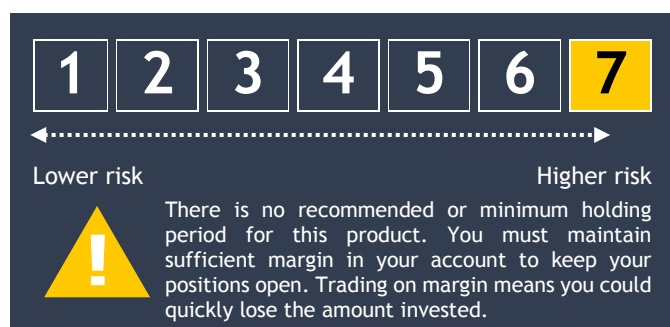 1 2 3 4 5 6 7
Lower risk Higher risk
!
There is no recommended or minimum holding
period for this product. You must maintain
sufficient margin in your account to keep your
positions open. Trading on margin means you could
quickly lose the amount invested.